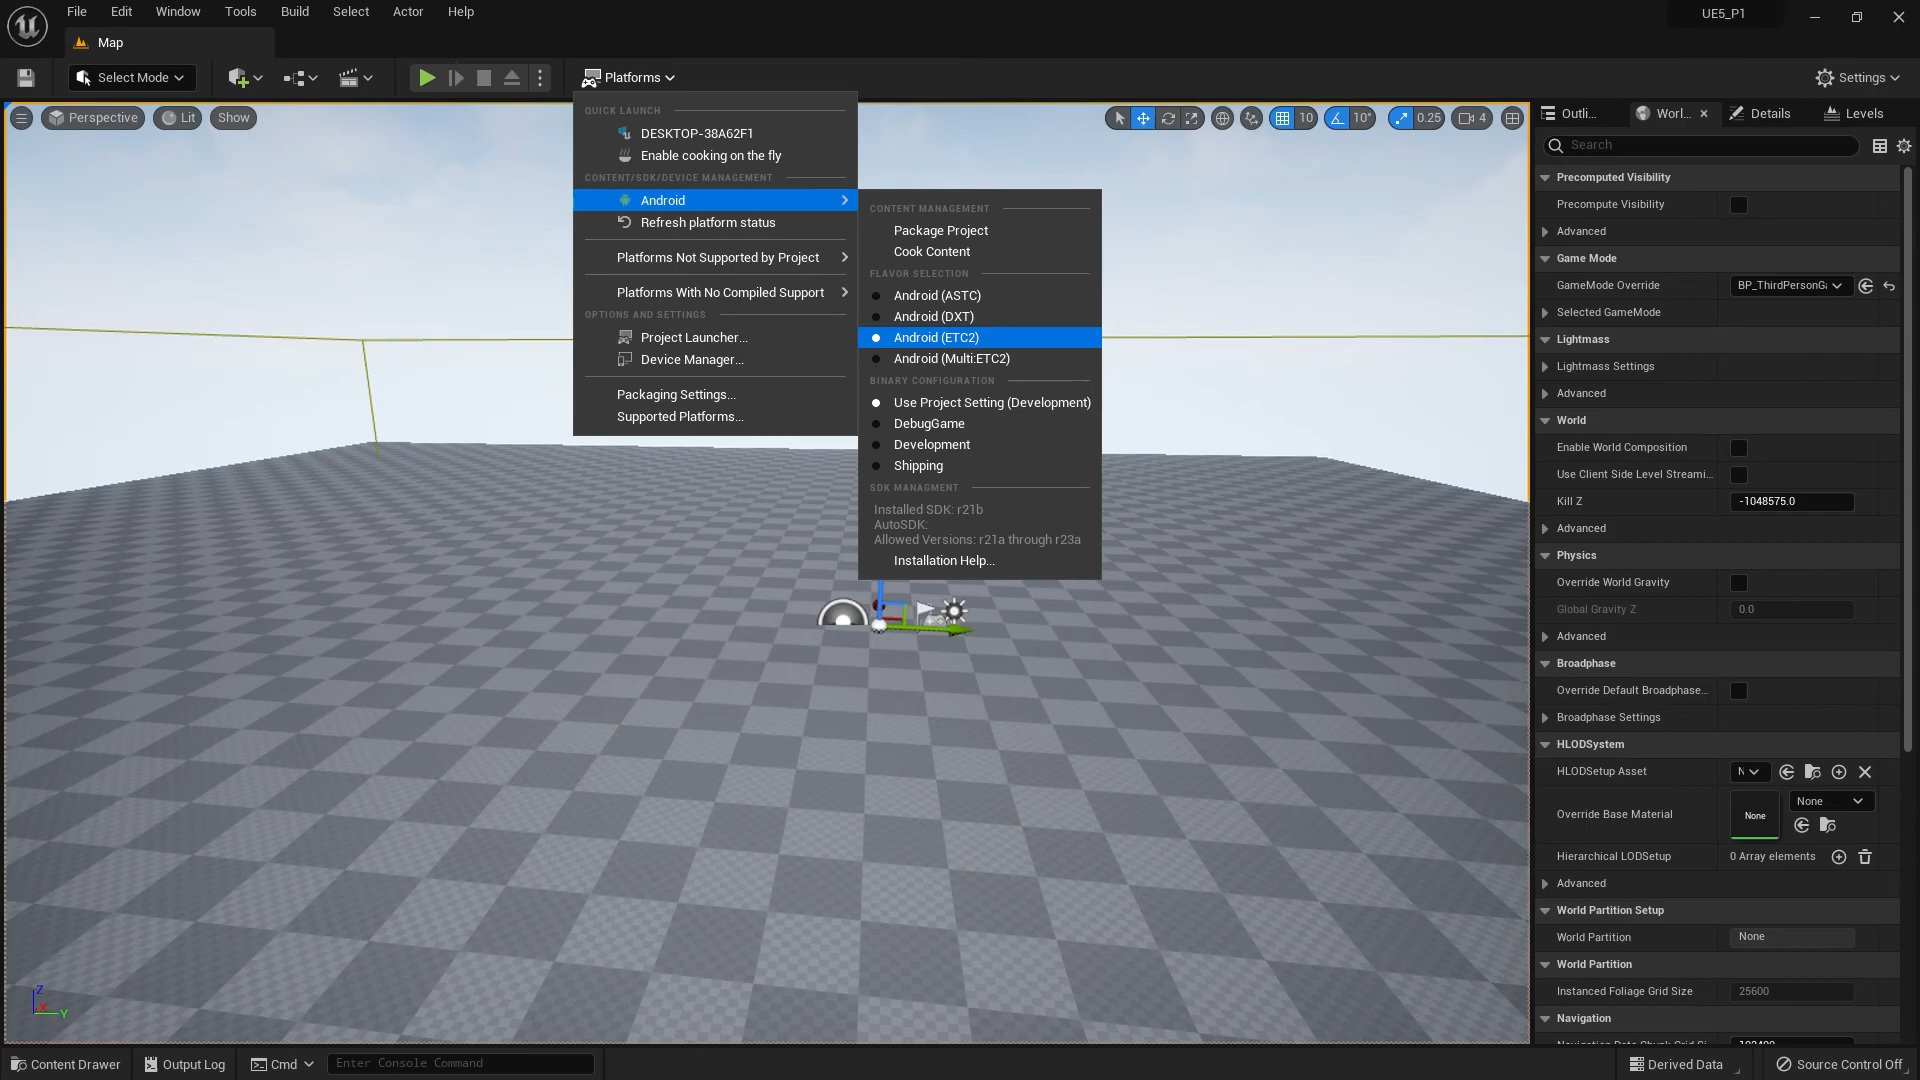 File Edit Window Tools Build Select Actor Help
UE5_P1
Map
Select Mode
Platforms
Settings
Perspective
Lit
Show
10
10°
0.25
4
QUICK LAUNCH
DESKTOP-38A62F1
Enable cooking on the fly
CONTENT/SDK/DEVICE MANAGEMENT
Android
Refresh platform status
Platforms Not Supported by Project
Platforms With No Compiled Support
OPTIONS AND SETTINGS
Project Launcher...
Device Manager...
Packaging Settings...
Supported Platforms...
CONTENT MANAGEMENT
Package Project
Cook Content
FLAVOR SELECTION
Android (ASTC)
Android (DXT)
Android (ETC2)
Android (Multi:ETC2)
BINARY CONFIGURATION
Use Project Setting (Development)
DebugGame
Development
Shipping
SDK MANAGMENT
Installed SDK: r21b
AutoSDK:
Allowed Versions: r21a through r23a
Installation Help...
Z
X
Y
Outli...
Worl...
Details
Levels
Search
Precomputed Visibility
Precompute Visibility
Advanced
Game Mode
GameMode Override BP_ThirdPersonG
Selected GameMode
Lightmass
Lightmass Settings
Advanced
World
Enable World Composition
Use Client Side Level Streami...
Kill Z -1048575.0
Advanced
Physics
Override World Gravity
Global Gravity Z 0.0
Advanced
Broadphase
Override Default Broadphase...
Broadphase Settings
HLODSystem
HLODSetup Asset N
Override Base Material None None
Hierarchical LODSetup 0 Array elements
Advanced
World Partition Setup
World Partition None
World Partition
Instanced Foliage Grid Size 25600
Navigation
Content Drawer
Output Log
Cmd
Enter Console Command
Derived Data
Source Control Off